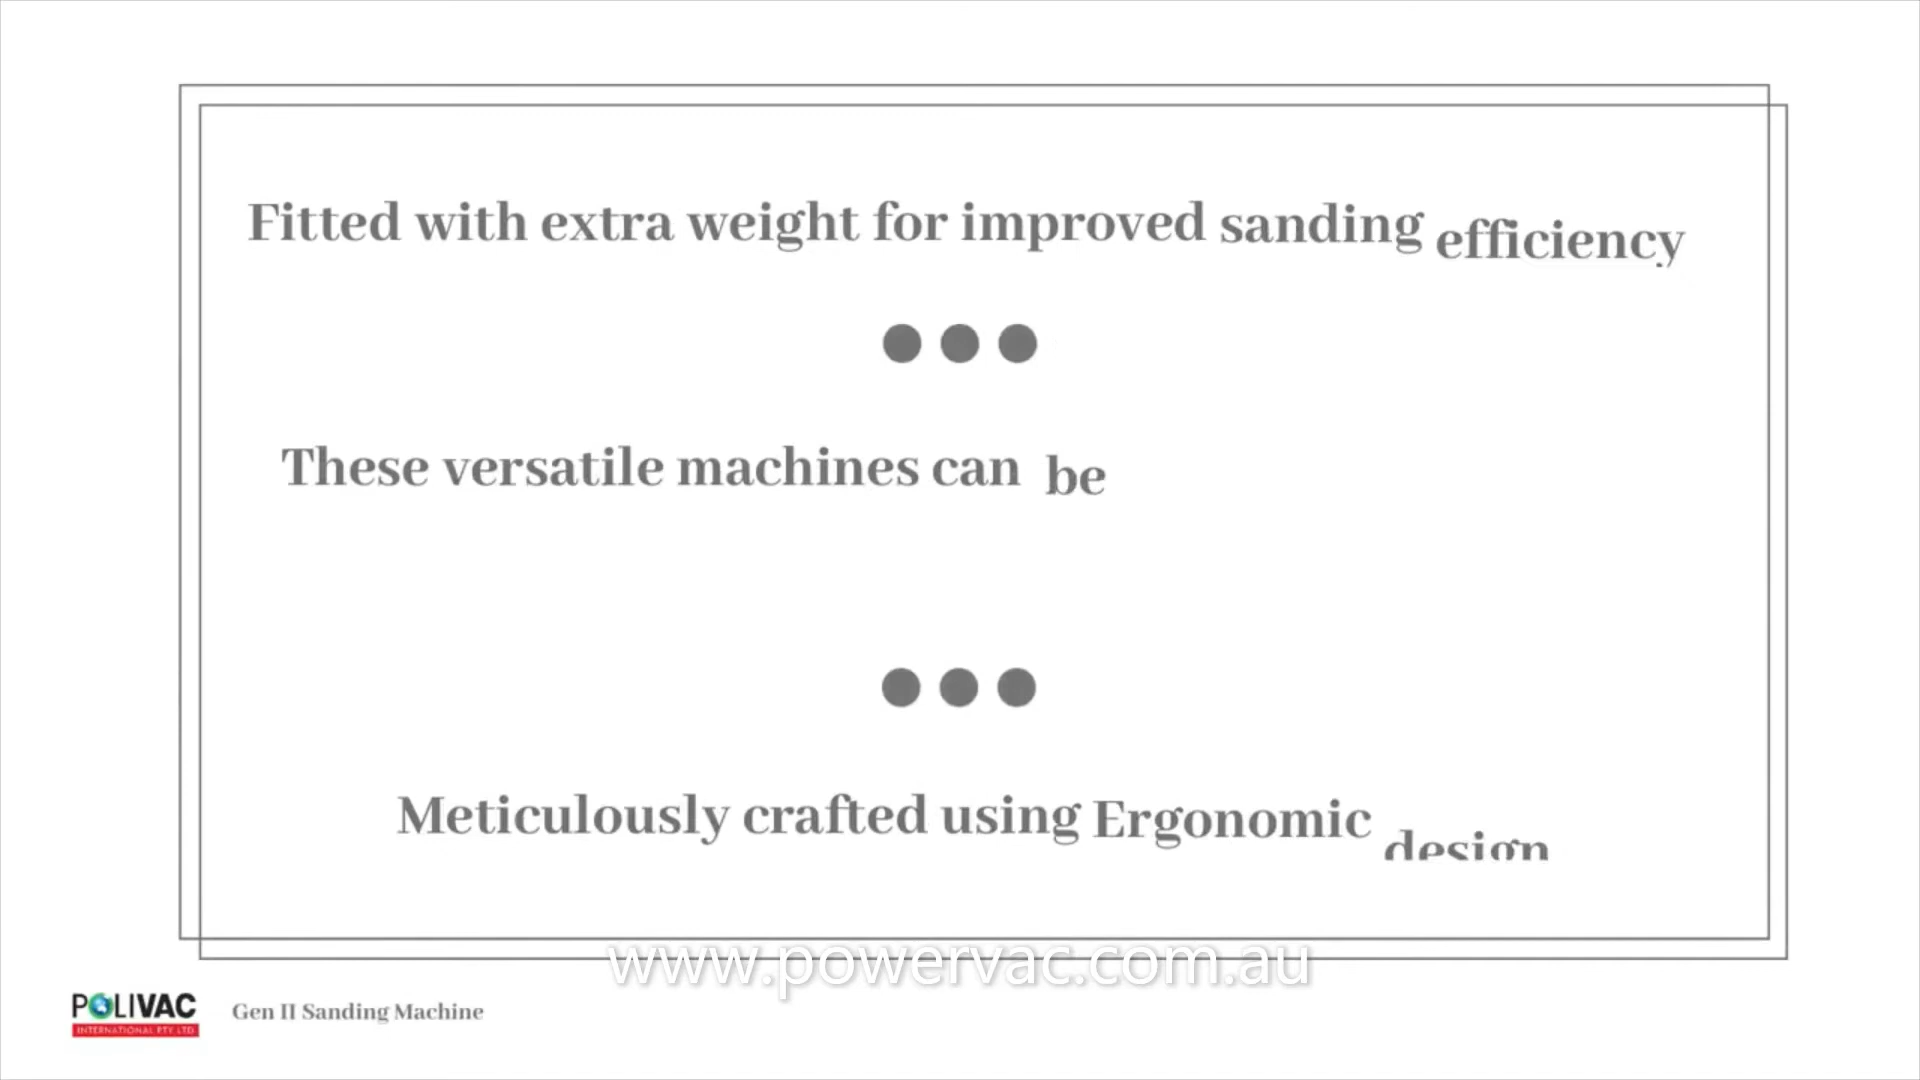 Fitted with extra weight for improved sanding efficiency
These versatile machines can be
Meticulously crafted using Ergonomic design
www.powervac.com.au
POLIVAC
INTERNATIONAL PTY LTD
Gen II Sanding Machine